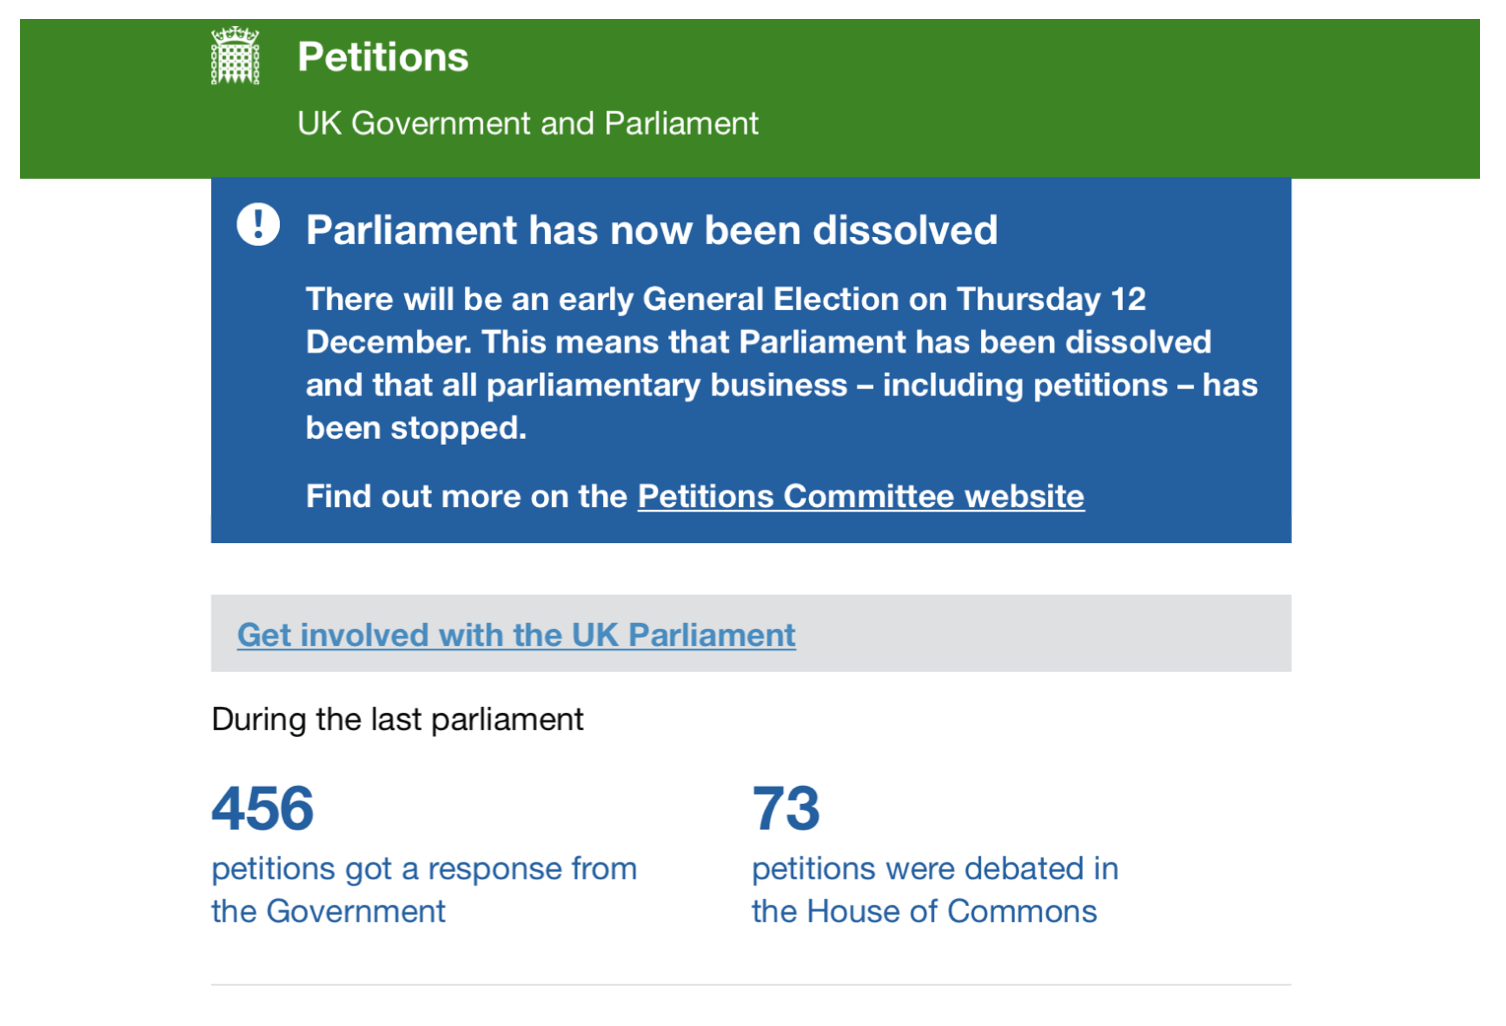 Petitions
UK Government and Parliament
Parliament has now been dissolved
There will be an early General Election on Thursday 12
December. This means that Parliament has been dissolved
and that all parliamentary business – including petitions – has
been stopped.
Find out more on the Petitions Committee website
Get involved with the UK Parliament
During the last parliament
456
petitions got a response from
the Government
73
petitions were debated in
the House of Commons